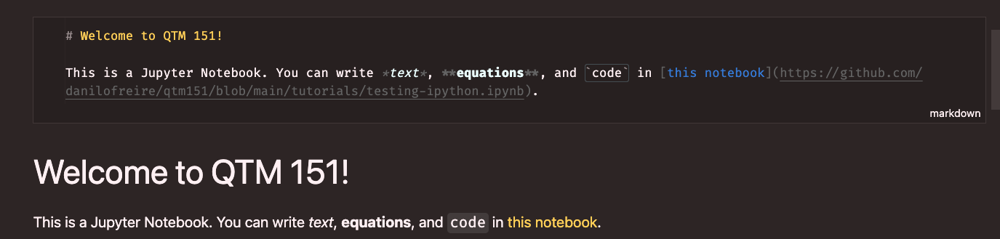 # Welcome to QTM 151!
This is a Jupyter Notebook. You can write *text*, **equations**, and `code` in [this notebook](https://github.com/
danilofreire/qtm151/blob/main/tutorials/testing-ipython.ipynb).
markdown
Welcome to QTM 151!
This is a Jupyter Notebook. You can write text, equations, and code in this notebook.